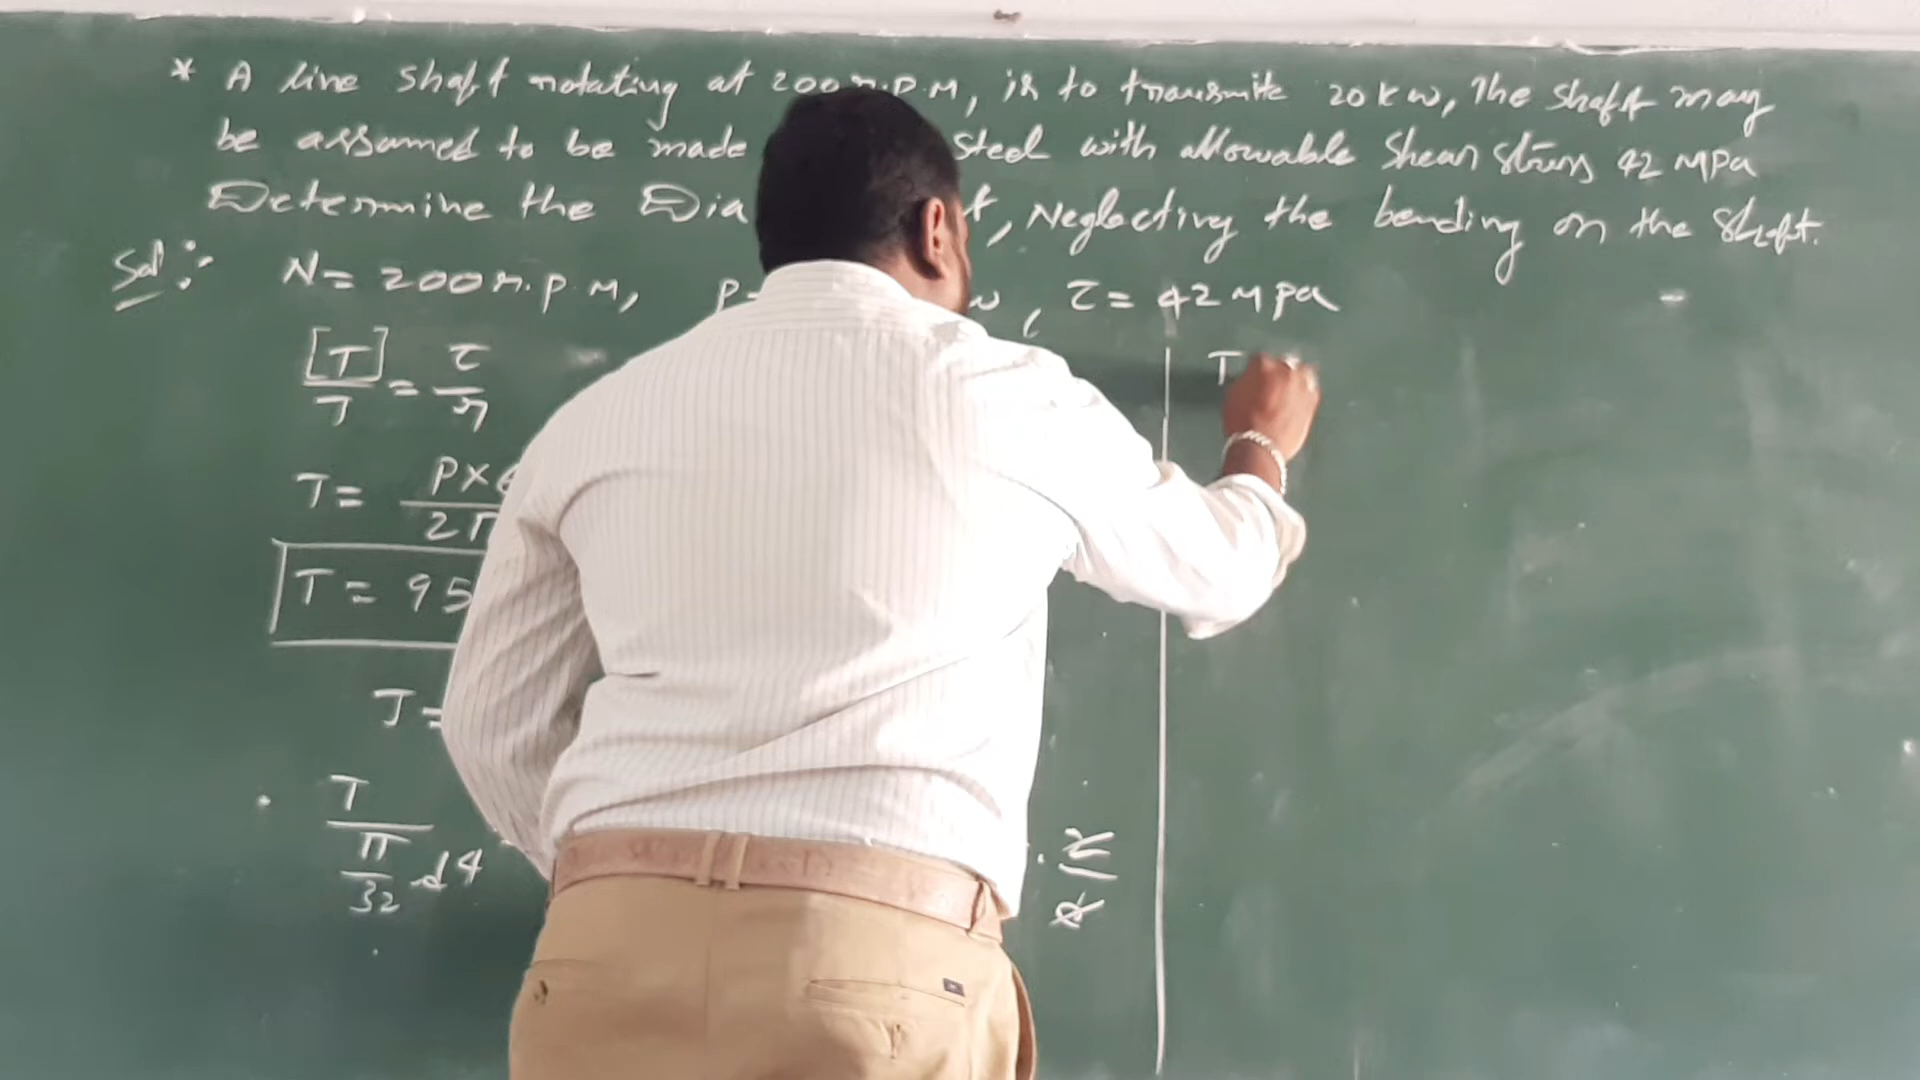 * A line shaft rotating at 200 r.p.m, is to transmite 20 kw, The shaft may
be assumed to be made steel with allowable Shear Stress 42 MPa
Determine the Dia t, Neglecting the bending on the shaft.
Sol:- N= 200 r.p.m, P w, τ= 42 MPa
[T]/J = τ/r
T= P×6/2π
T= 95
J=
T/(π/32 d4)
T